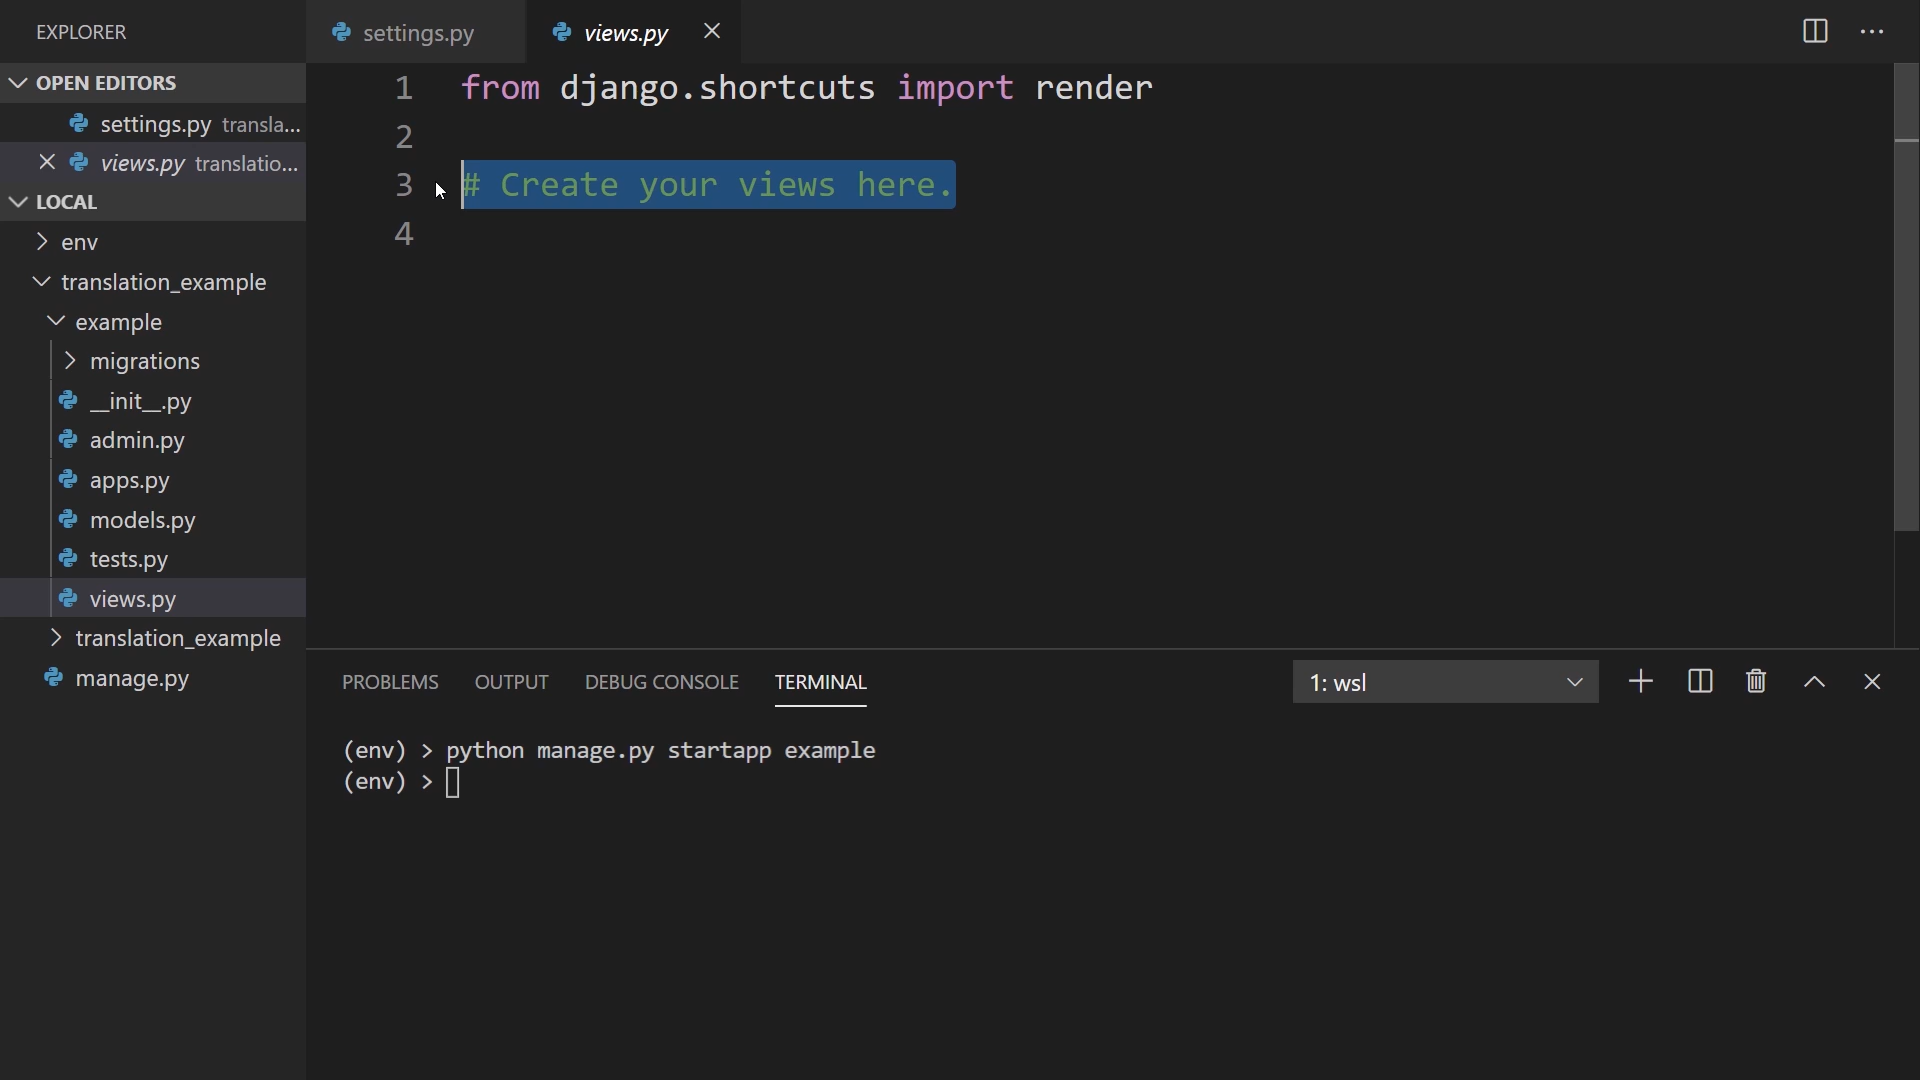 EXPLORER
OPEN EDITORS
settings.py transla...
views.py translatio...
LOCAL
env
translation_example
example
migrations
__init__.py
admin.py
apps.py
models.py
tests.py
views.py
translation_example
manage.py
settings.py
views.py
1 from django.shortcuts import render
2
3 # Create your views here.
4
PROBLEMS OUTPUT DEBUG CONSOLE TERMINAL 1: wsl
(env) > python manage.py startapp example
(env) >